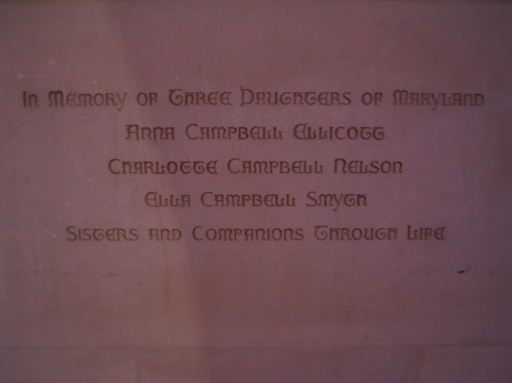 In Memory of Three Daughters of Maryland
Anna Campbell Ellicott
Charlotte Campbell Nelson
Ella Campbell Smyth
Sisters and Companions Through Life